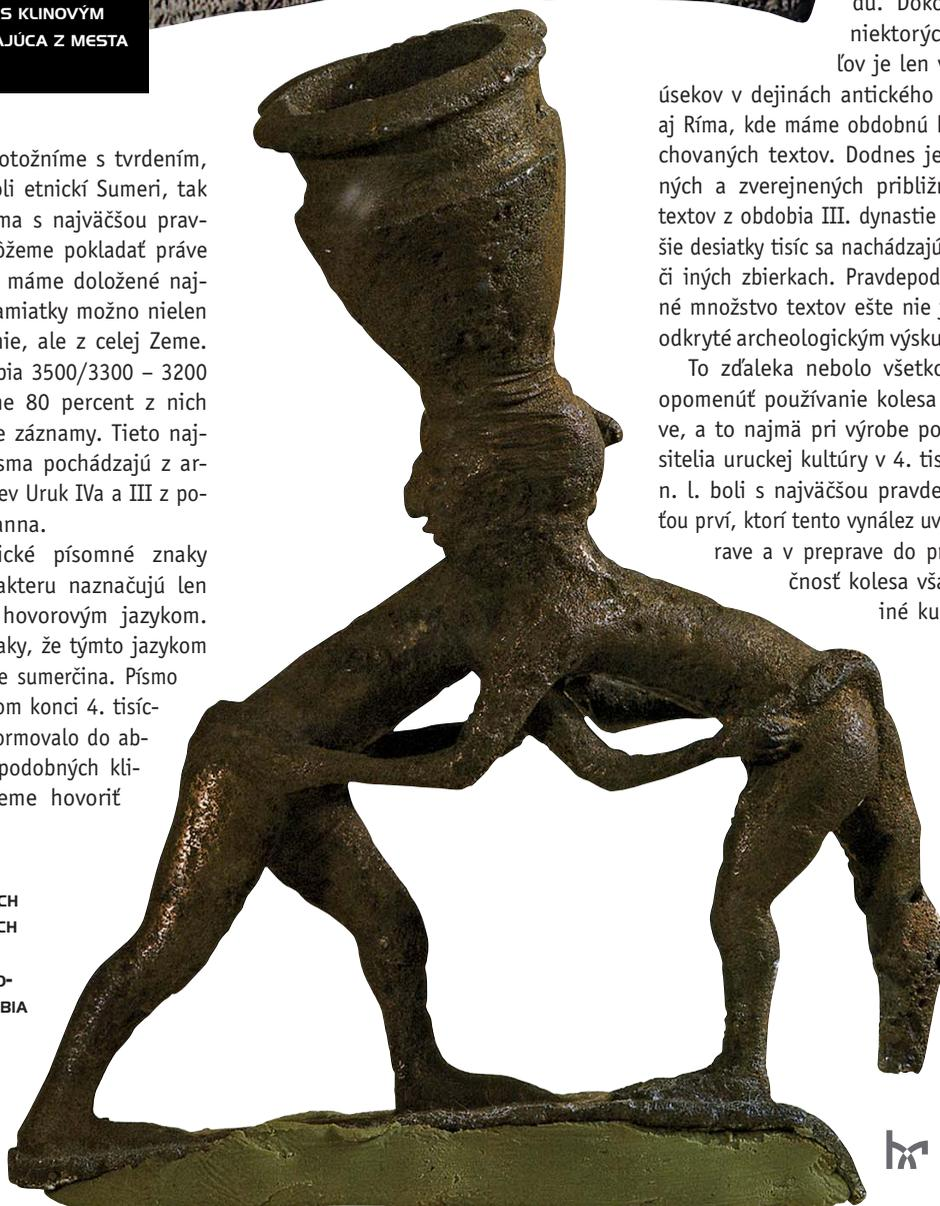 S KLINOVÝM
AJÚCA Z MESTA
otožníme s tvrdením,
oli etnickí Sumeri, tak
ma s najväčšou prav-
ôžeme pokladať práve
máme doložené naj-
amiatky možno nielen
nie, ale z celej Zeme.
bia 3500/3300 – 3200
ne 80 percent z nich
e záznamy. Tieto naj-
sma pochádzajú z ar-
ev Uruk IVa a III z po-
anna.
ické písomné znaky
akteru naznačujú len
hovorovým jazykom.
aky, že týmto jazykom
e sumerčina. Písmo
om konci 4. tisíc-
ormovalo do ab-
podobných kli-
eme hovoriť
CH
CH
O-
BIA
niektorých
ľov je len v
úsekov v dejinách antického
aj Ríma, kde máme obdobnú
chovaných textov. Dodnes je
ných a zverejnených približn
textov z obdobia III. dynastie
šie desiatky tisíc sa nachádzajú
či iných zbierkach. Pravdepod
né množstvo textov ešte nie
odkryté archeologickým výsku
To zďaleka nebolo všetko
opomenúť používanie kolesa
ve, a to najmä pri výrobe po
sitelia uruckej kultúry v 4. tis
n. l. boli s najväčšou pravde
ťou prví, ktorí tento vynález uv
rave a v preprave do pr
čnosť kolesa vša
iné ku